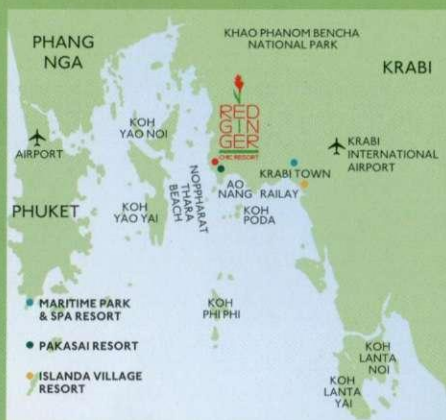 PHANG
NGA
KHAO PHANOM BENCHA
NATIONAL PARK
KRABI
KOH
YAO NOI
RED
GIN
GER
CHIC RESORT
AIRPORT
KRABI
INTERNATIONAL
AIRPORT
NOPPHARAT
THARA
BEACH
AO
NANG
KRABI TOWN
RAILAY
KOH
PODA
PHUKET
KOH
YAO YAI
MARITIME PARK
& SPA RESORT
PAKASAI RESORT
ISLANDA VILLAGE
RESORT
KOH
PHI PHI
KOH
LANTA
NOI
KOH
LANTA
YAI